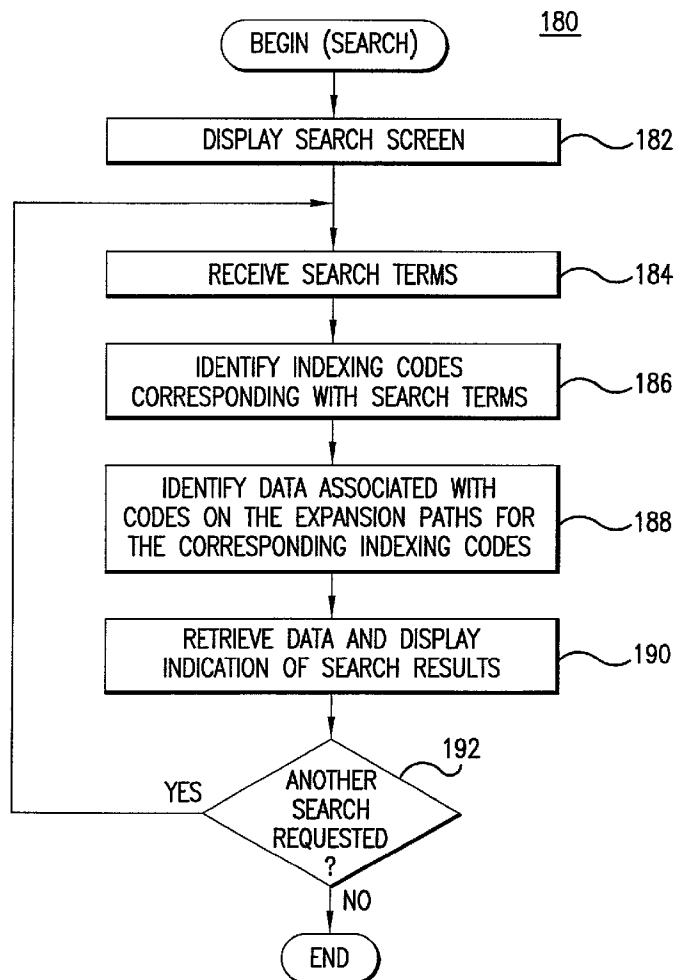 180
BEGIN (SEARCH)
DISPLAY SEARCH SCREEN
182
RECEIVE SEARCH TERMS
184
IDENTIFY INDEXING CODES
CORRESPONDING WITH SEARCH TERMS
186
IDENTIFY DATA ASSOCIATED WITH
CODES ON THE EXPANSION PATHS FOR
THE CORRESPONDING INDEXING CODES
188
RETRIEVE DATA AND DISPLAY
INDICATION OF SEARCH RESULTS
190
192
YES
ANOTHER
SEARCH
REQUESTED
?
NO
END